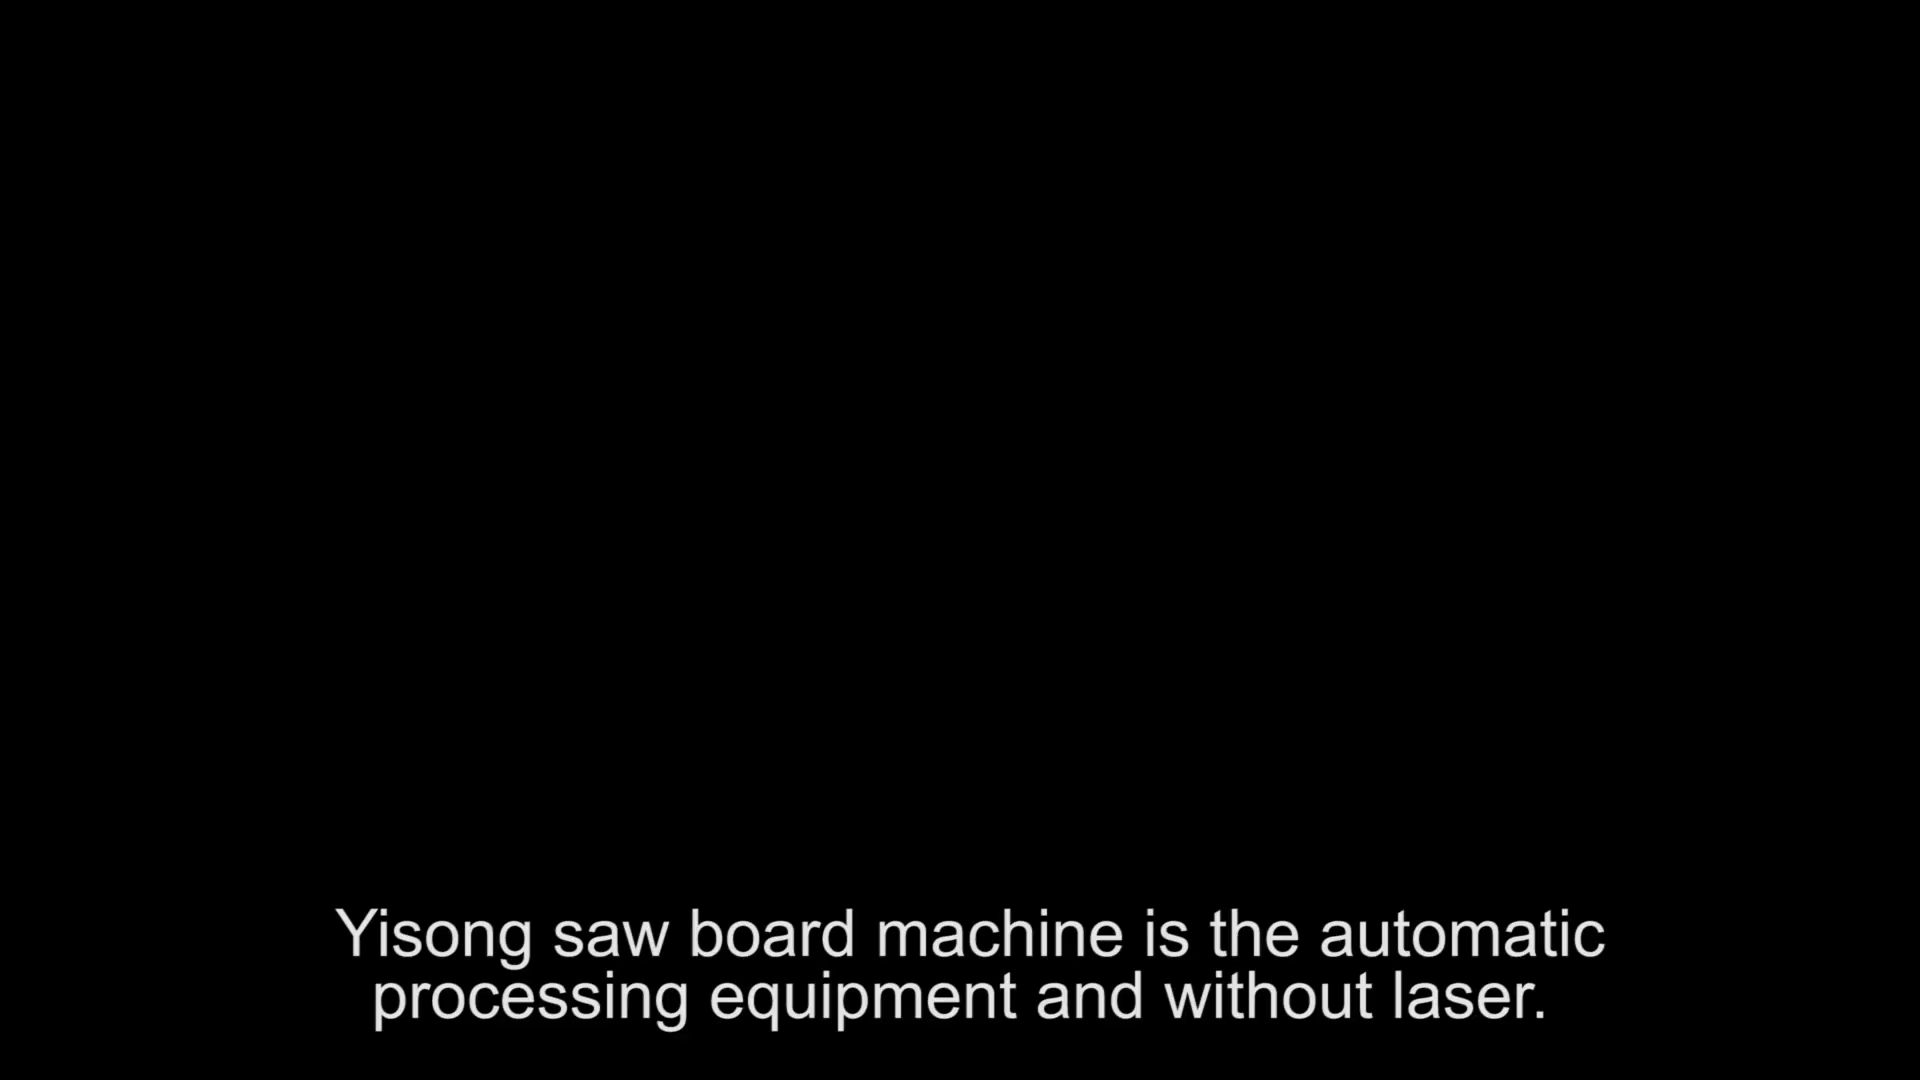 Yisong saw board machine is the automatic
processing equipment and without laser.